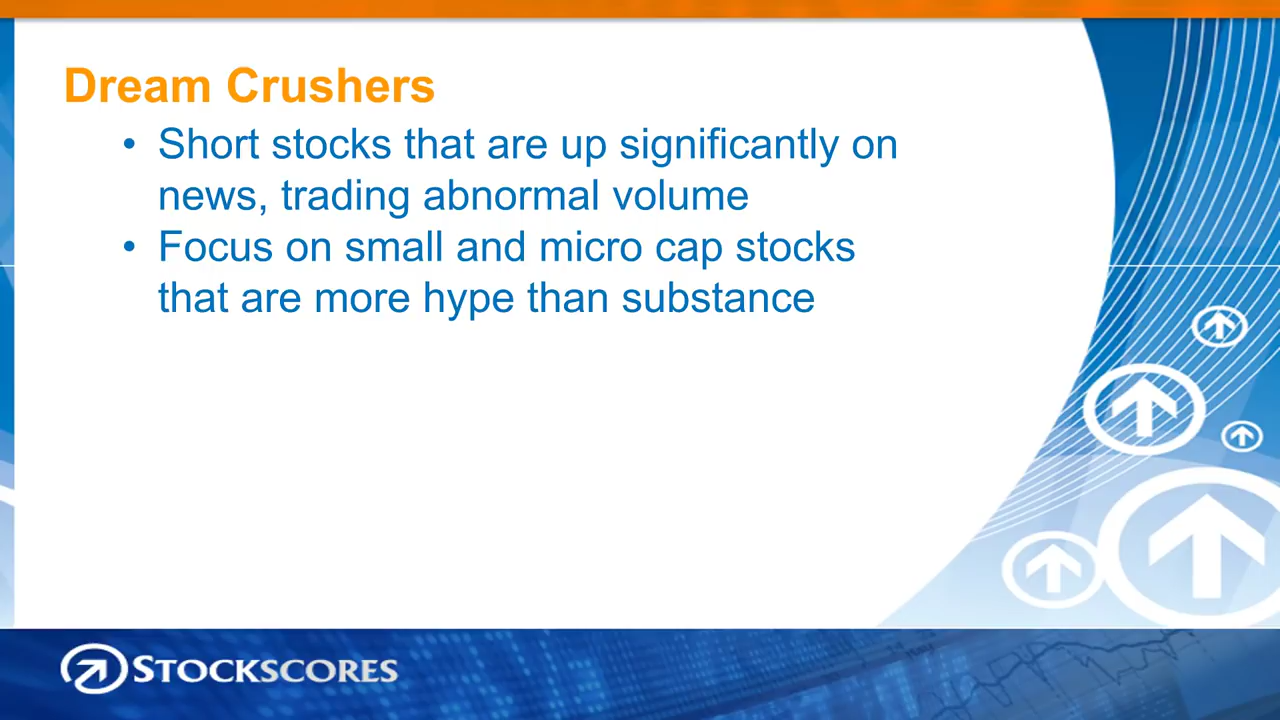 Dream Crushers
• Short stocks that are up significantly on
news, trading abnormal volume
• Focus on small and micro cap stocks
that are more hype than substance
STOCKSCORES